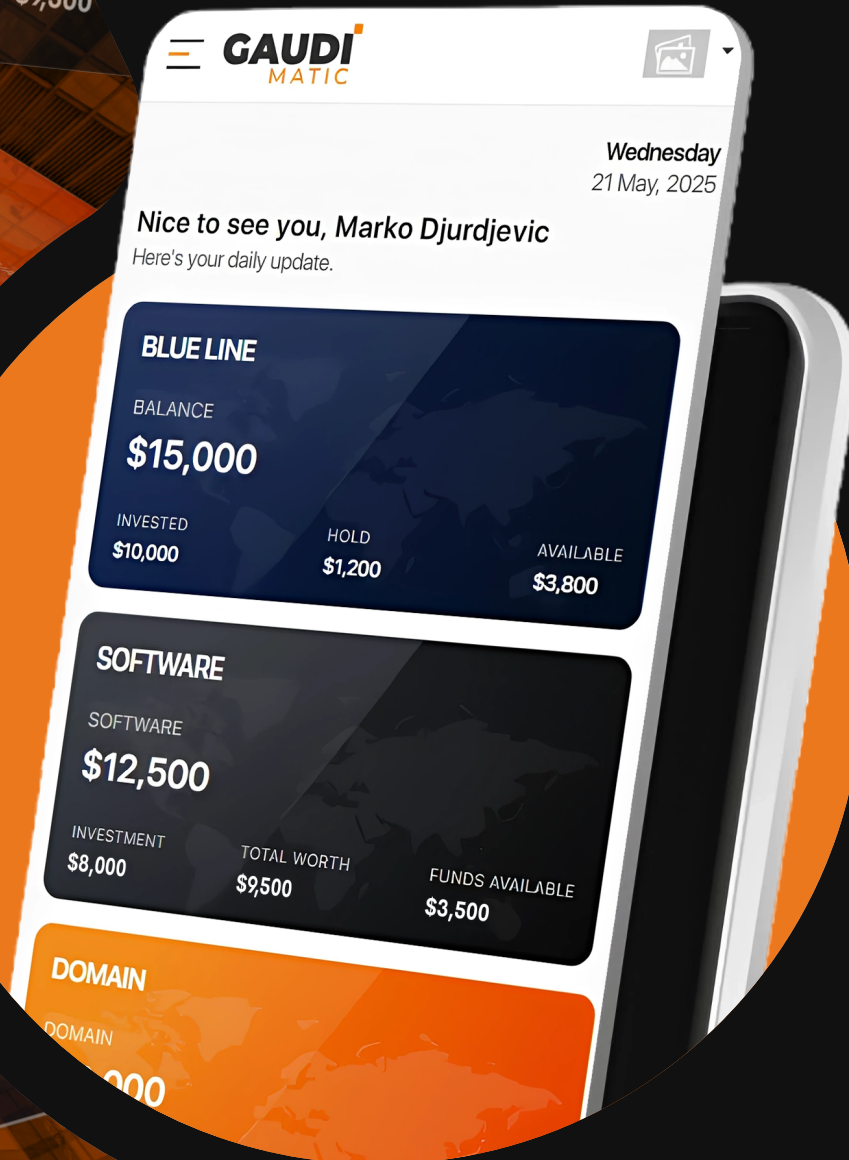 GAUDI
MATIC
Wednesday
21 May, 2025
Nice to see you, Marko Djurdjevic
Here's your daily update.
BLUE LINE
BALANCE
$15,000
INVESTED HOLD AVAILABLE
$10,000 $1,200 $3,800
SOFTWARE
SOFTWARE
$12,500
INVESTMENT TOTAL WORTH FUNDS AVAILABLE
$8,000 $9,500 $3,500
DOMAIN
DOMAIN